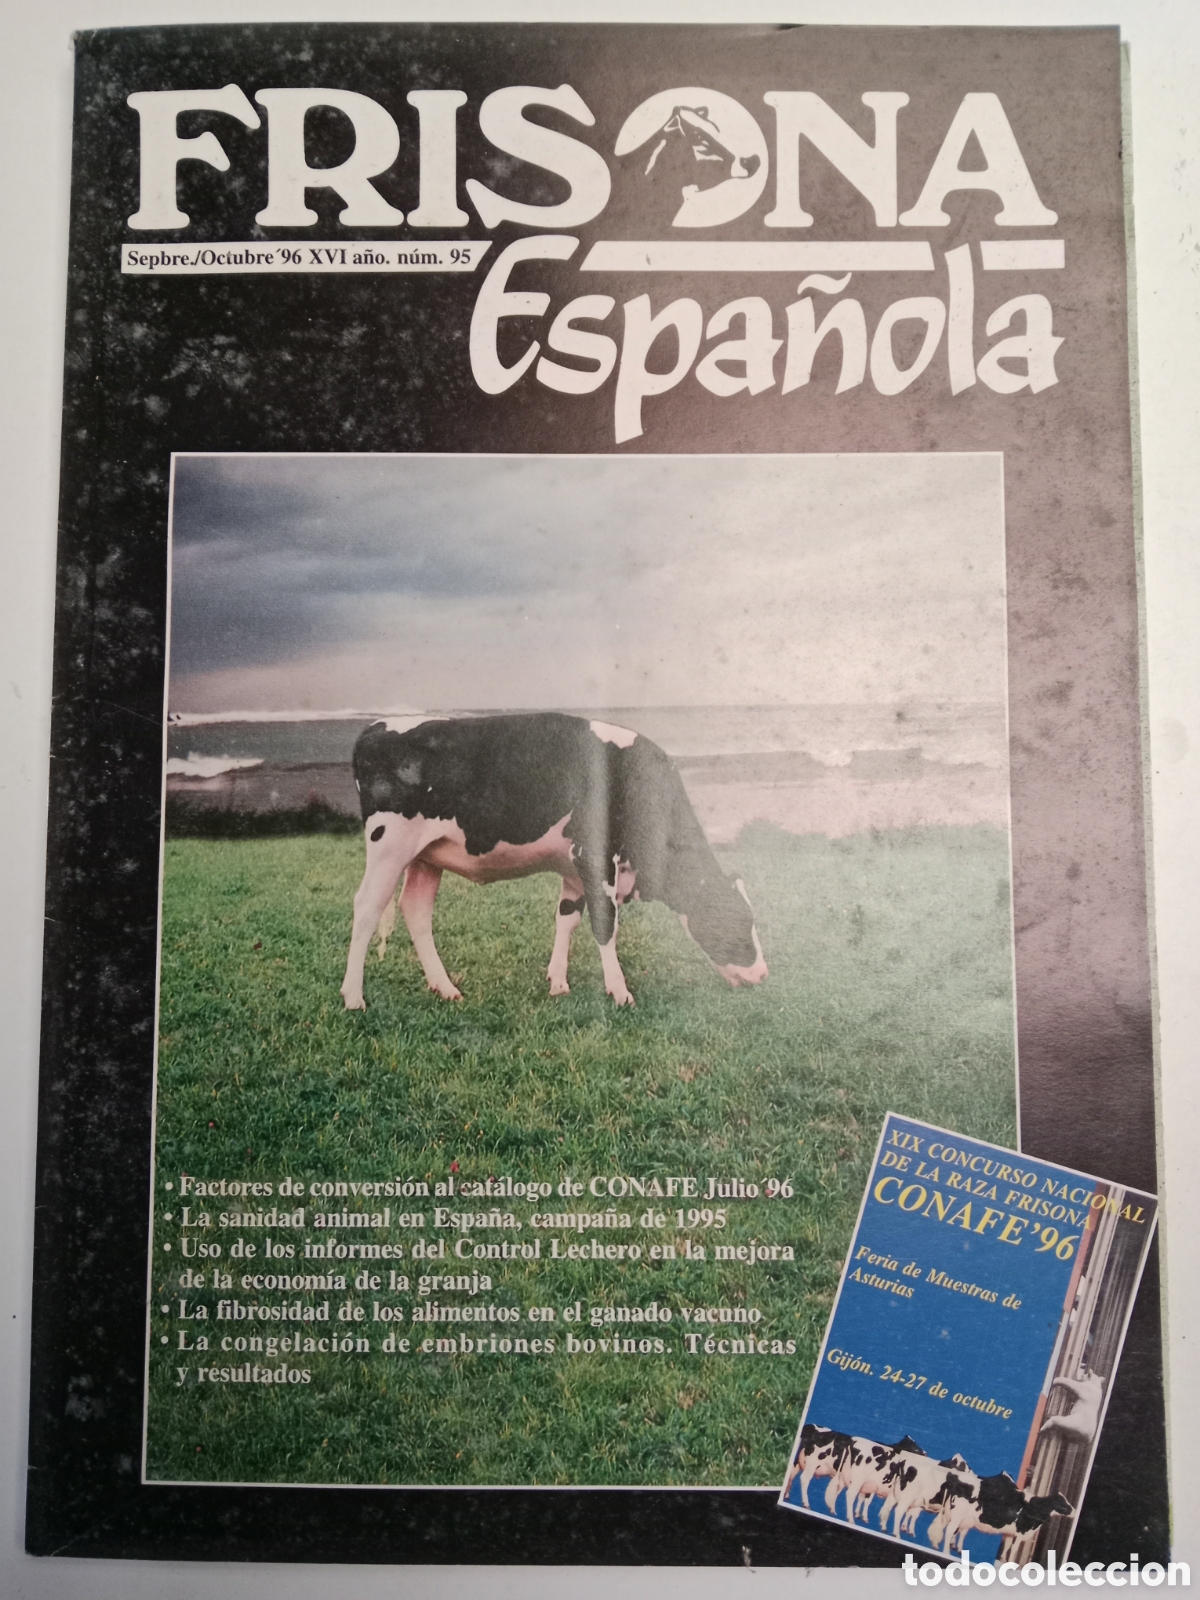 FRISONA
Sepbre./Octubre´96 XVI año. núm. 95
Española
• Factores de conversión al catálogo de CONAFE Julio´96
• La sanidad animal en España, campaña de 1995
• Uso de los informes del Control Lechero en la mejora
de la economía de la granja
• La fibrosidad de los alimentos en el ganado vacuno
• La congelación de embriones bovinos. Técnicas
y resultados
XIX CONCURSO NACIONAL
DE LA RAZA FRISONA
CONAFE’96
Feria de Muestras de
Asturias
Gijón. 24-27 de octubre
todocoleccion